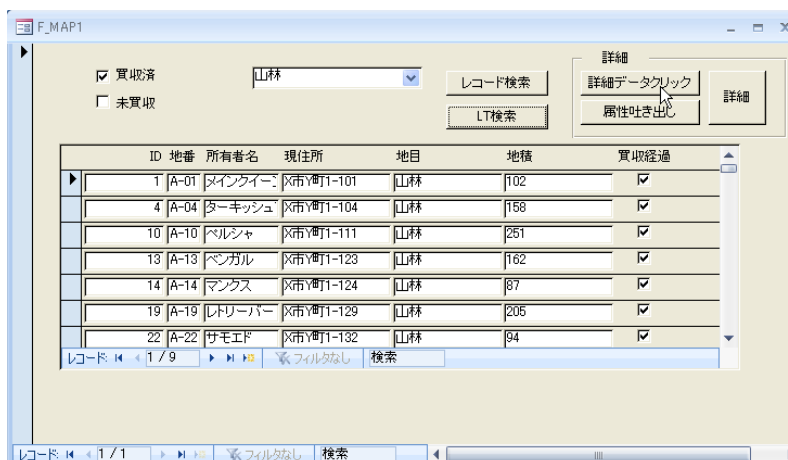 F_MAP1
詳細
買収済 山林 レコード検索 詳細データクリック 詳細
未買収 LT検索 属性吐き出し
ID 地番 所有者名 現住所 地目 地積 買収経過
1 A-01 メインクイーン X市Y町1-101 山林 102
4 A-04 ターキッシュ X市Y町1-104 山林 158
10 A-10 ペルシャ X市Y町1-111 山林 251
13 A-13 ベンガル X市Y町1-123 山林 162
14 A-14 マンクス X市Y町1-124 山林 87
19 A-19 レトリーバー X市Y町1-129 山林 205
22 A-22 サモエド X市Y町1-132 山林 94
レコード: 1 / 9 フィルタなし 検索
レコード: 1 / 1 フィルタなし 検索